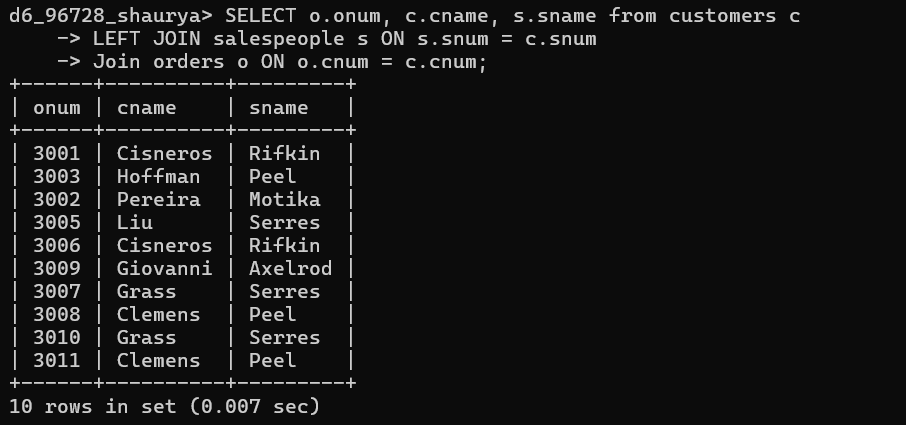 d6_96728_shaurya> SELECT o.onum, c.cname, s.sname from customers c
    -> LEFT JOIN salespeople s ON s.snum = c.snum
    -> Join orders o ON o.cnum = c.cnum;
+------+----------+---------+
| onum | cname    | sname   |
+------+----------+---------+
| 3001 | Cisneros | Rifkin  |
| 3003 | Hoffman  | Peel    |
| 3002 | Pereira  | Motika  |
| 3005 | Liu      | Serres  |
| 3006 | Cisneros | Rifkin  |
| 3009 | Giovanni | Axelrod |
| 3007 | Grass    | Serres  |
| 3008 | Clemens  | Peel    |
| 3010 | Grass    | Serres  |
| 3011 | Clemens  | Peel    |
+------+----------+---------+
10 rows in set (0.007 sec)